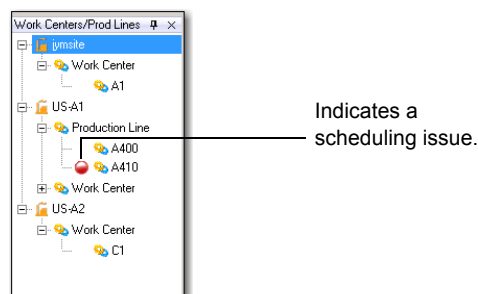 Work Centers/Prod Lines
jymsite
Work Center
A1
US-A1
Production Line
A400
A410
Work Center
US-A2
Work Center
C1
Indicates a
scheduling issue.